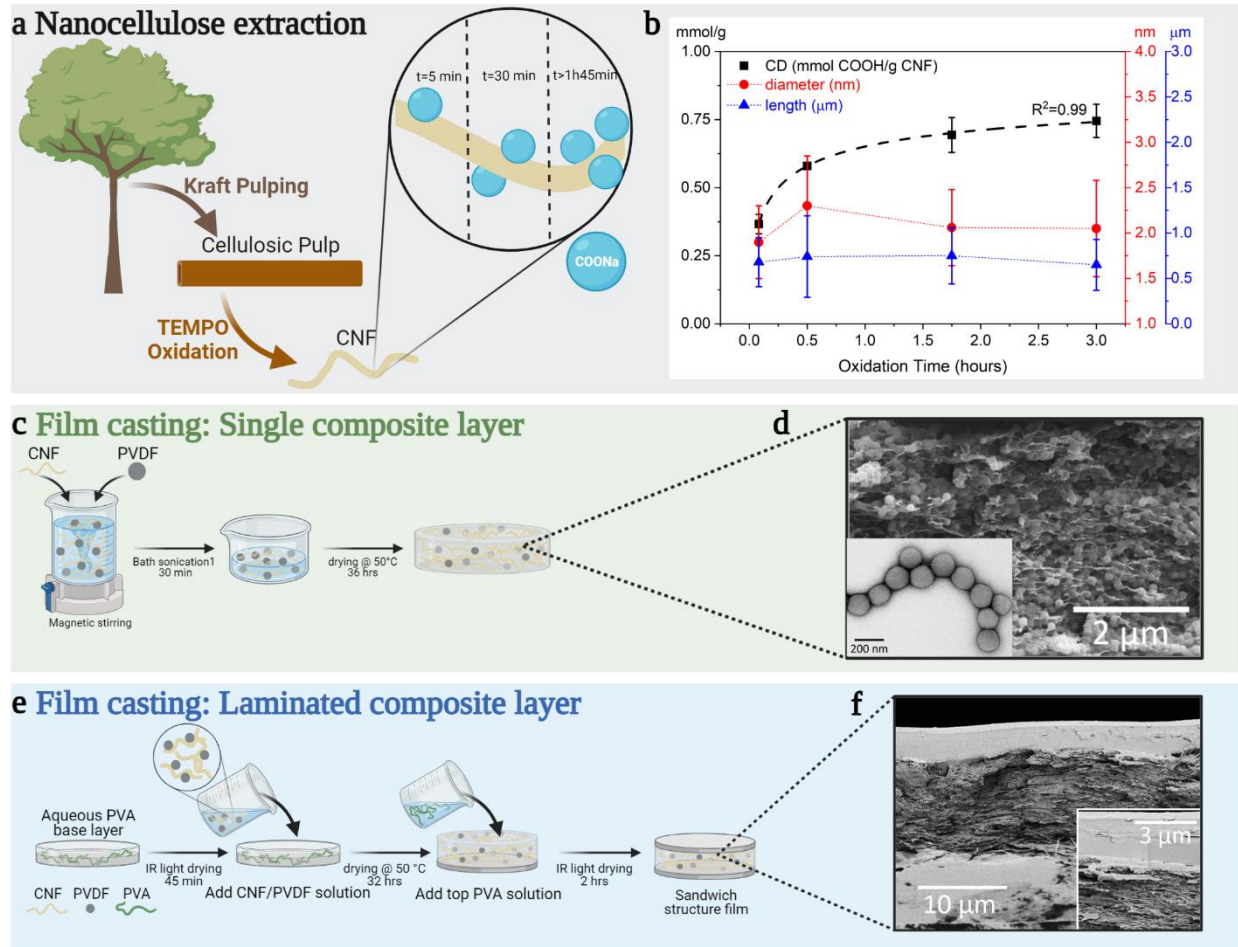 a Nanocellulose extraction
Kraft Pulping
Cellulosic Pulp
TEMPO
Oxidation
CNF
t=5 min
t=30 min
t>1h45min
COONa
b
mmol/g
nm
μm
CD (mmol COOH/g CNF)
diameter (nm)
length (μm)
R²=0.99
1.00
0.75
0.50
0.25
0.00
4.0
3.5
3.0
2.5
2.0
1.5
1.0
3.0
2.5
2.0
1.5
1.0
0.5
0.0
0.0 0.5 1.0 1.5 2.0 2.5 3.0
Oxidation Time (hours)
c Film casting: Single composite layer
CNF PVDF
Magnetic stirring
Bath sonication1
30 min
drying @ 50°C
36 hrs
d
200 nm
2 μm
e Film casting: Laminated composite layer
Aqueous PVA
base layer
CNF PVDF PVA
IR light drying
45 min
Add CNF/PVDF solution
drying @ 50 °C
32 hrs
Add top PVA solution
IR light drying
2 hrs
Sandwich
structure film
f
10 μm
3 μm